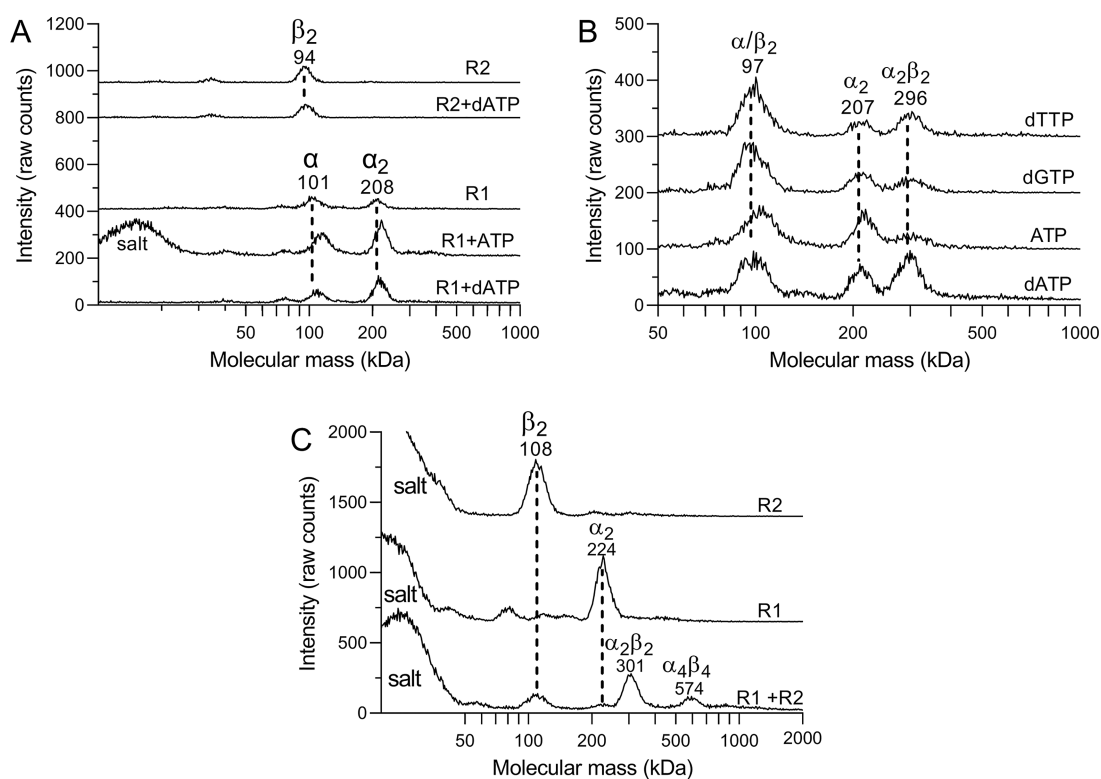 A
Intensity (raw counts)
1200
1000
800
600
400
200
0
β2
94
R2
R2+dATP
α
101
α2
208
R1
salt
R1+ATP
R1+dATP
50
100
200
500
1000
Molecular mass (kDa)
B
Intensity (raw counts)
500
400
300
200
100
0
α/β2
97
α2
207
α2β2
296
dTTP
dGTP
ATP
dATP
50
100
200
500
1000
Molecular mass (kDa)
C
Intensity (raw counts)
2000
1500
1000
500
0
β2
108
salt
R2
α2
224
salt
R1
α2β2
301
α4β4
574
salt
R1 +R2
50
100
200
500
1000
2000
Molecular mass (kDa)